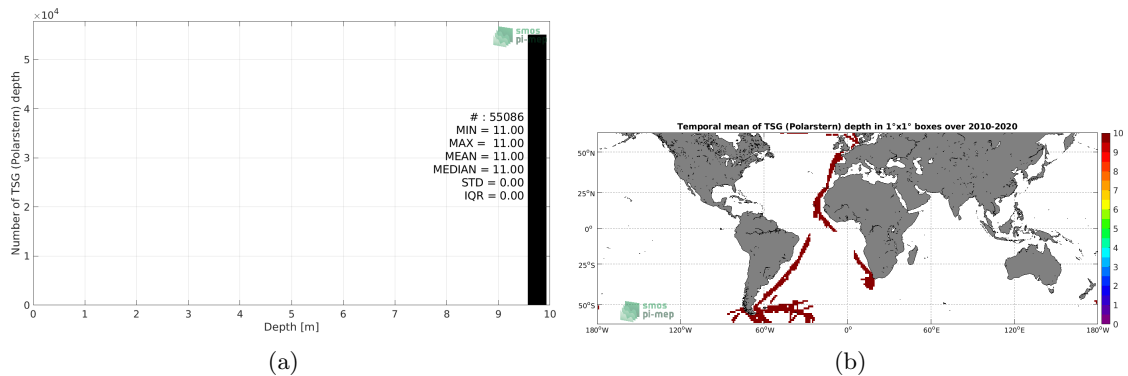 ×10⁴
5
4
3
2
1
0
Number of TSG (Polarstern) depth
0 1 2 3 4 5 6 7 8 9 10
Depth [m]
smos
pi-mep
# : 55086
MIN = 11.00
MAX = 11.00
MEAN = 11.00
MEDIAN = 11.00
STD = 0.00
IQR = 0.00
(a)
Temporal mean of TSG (Polarstern) depth in 1°x1° boxes over 2010-2020
50°N
25°N
0°
25°S
50°S
180°W 120°W 60°W 0° 60°E 120°E 180°W
10
9
8
7
6
5
4
3
2
1
0
smos
pi-mep
(b)